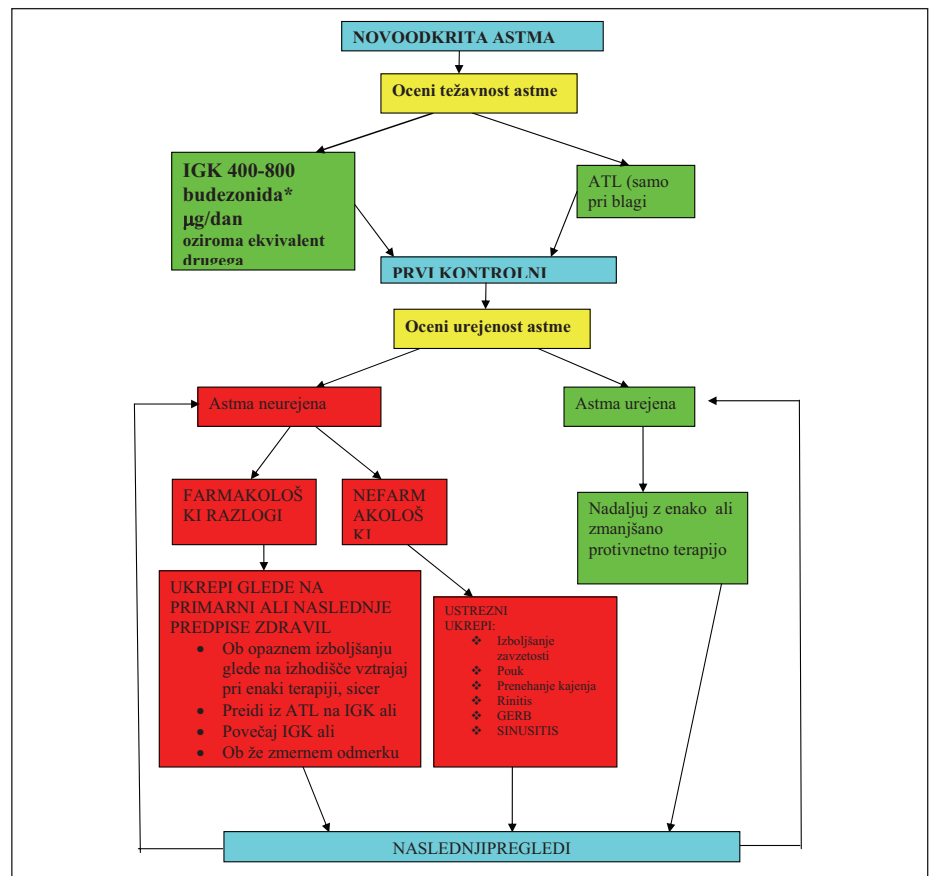 NOVOODKRITA ASTMA
Oceni težavnost astme
IGK 400-800
budezonida*
µg/dan
oziroma ekvivalent
drugega
ATL (samo
pri blagi
PRVI KONTROLNI
Oceni urejenost astme
Astma neurejena
Astma urejena
FARMAKOLOŠ
KI RAZLOGI
NEFARM
AKOLOŠ
KI
Nadaljuj z enako ali
zmanjšano
protivnetno terapijo
UKREPI GLEDE NA
PRIMARNI ALI NASLEDNJE
PREDPISE ZDRAVIL
• Ob opaznem izboljšanju
glede na izhodišče vztrajaj
pri enaki terapiji, sicer
• Preidi iz ATL na IGK ali
• Povečaj IGK ali
• Ob že zmernem odmerku
USTREZNI
UKREPI:
❖ Izboljšanje
zavzetosti
❖ Pouk
❖ Prenehanje kajenja
❖ Rinitis
❖ GERB
❖ SINUSITIS
NASLEDNJIPREGLEDI